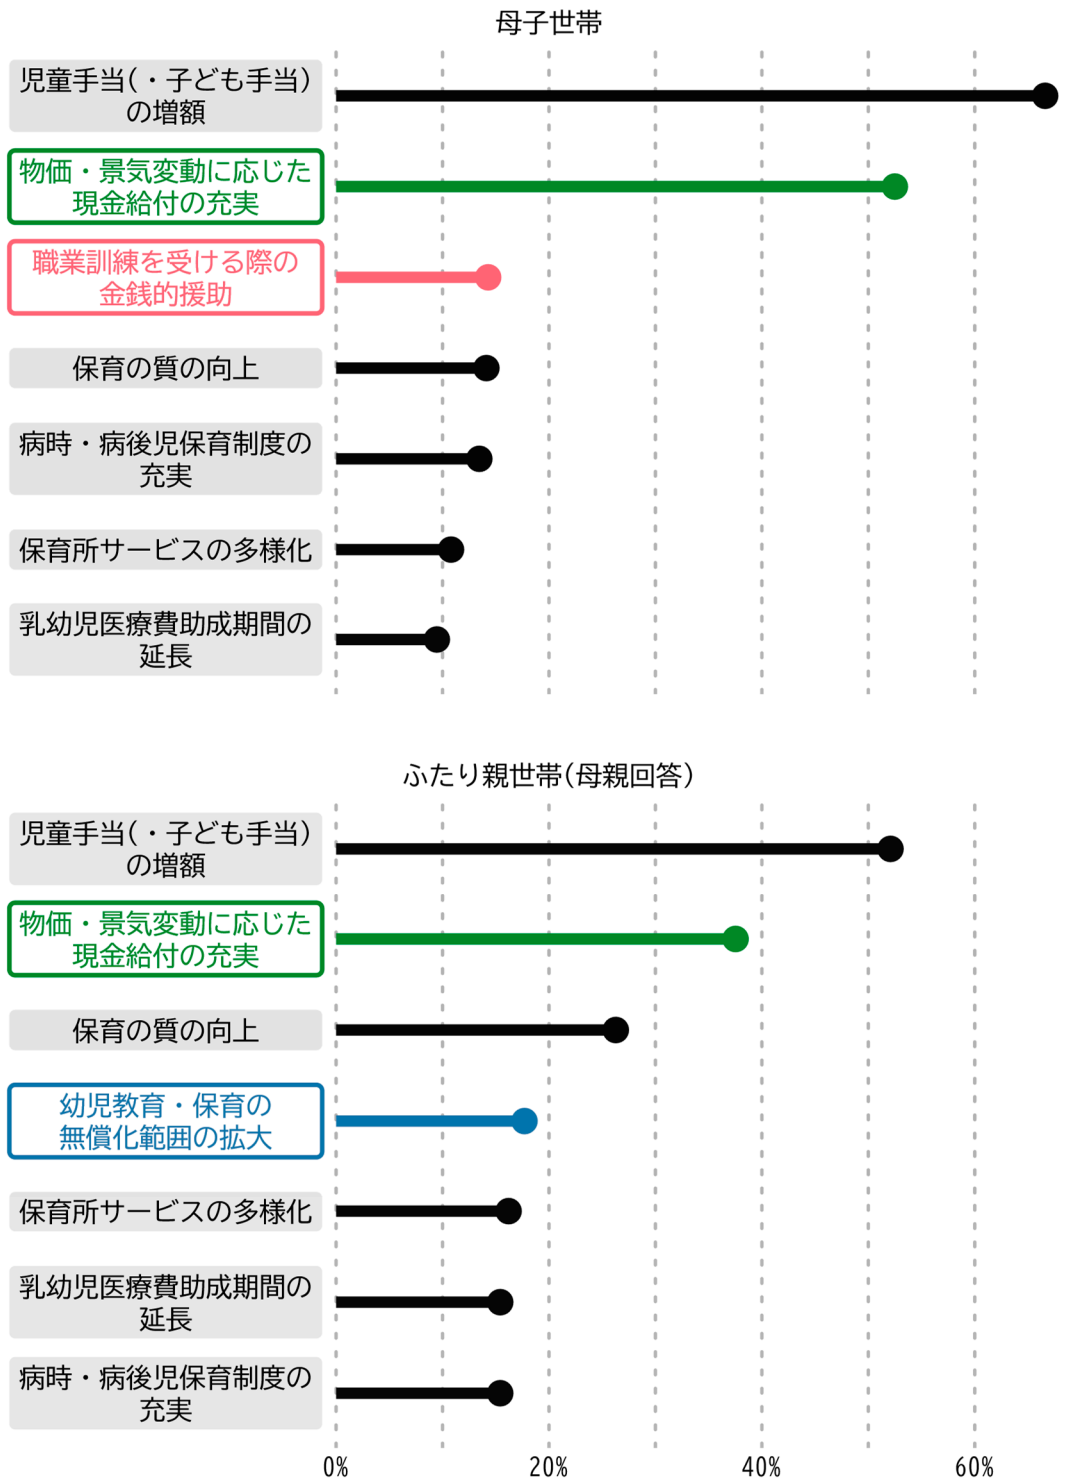 母子世帯
児童手当(・子ども手当)
の増額
物価・景気変動に応じた
現金給付の充実
職業訓練を受ける際の
金銭的援助
保育の質の向上
病時・病後児保育制度の
充実
保育所サービスの多様化
乳幼児医療費助成期間の
延長
ふたり親世帯(母親回答)
児童手当(・子ども手当)
の増額
物価・景気変動に応じた
現金給付の充実
保育の質の向上
幼児教育・保育の
無償化範囲の拡大
保育所サービスの多様化
乳幼児医療費助成期間の
延長
病時・病後児保育制度の
充実
0% 20% 40% 60%